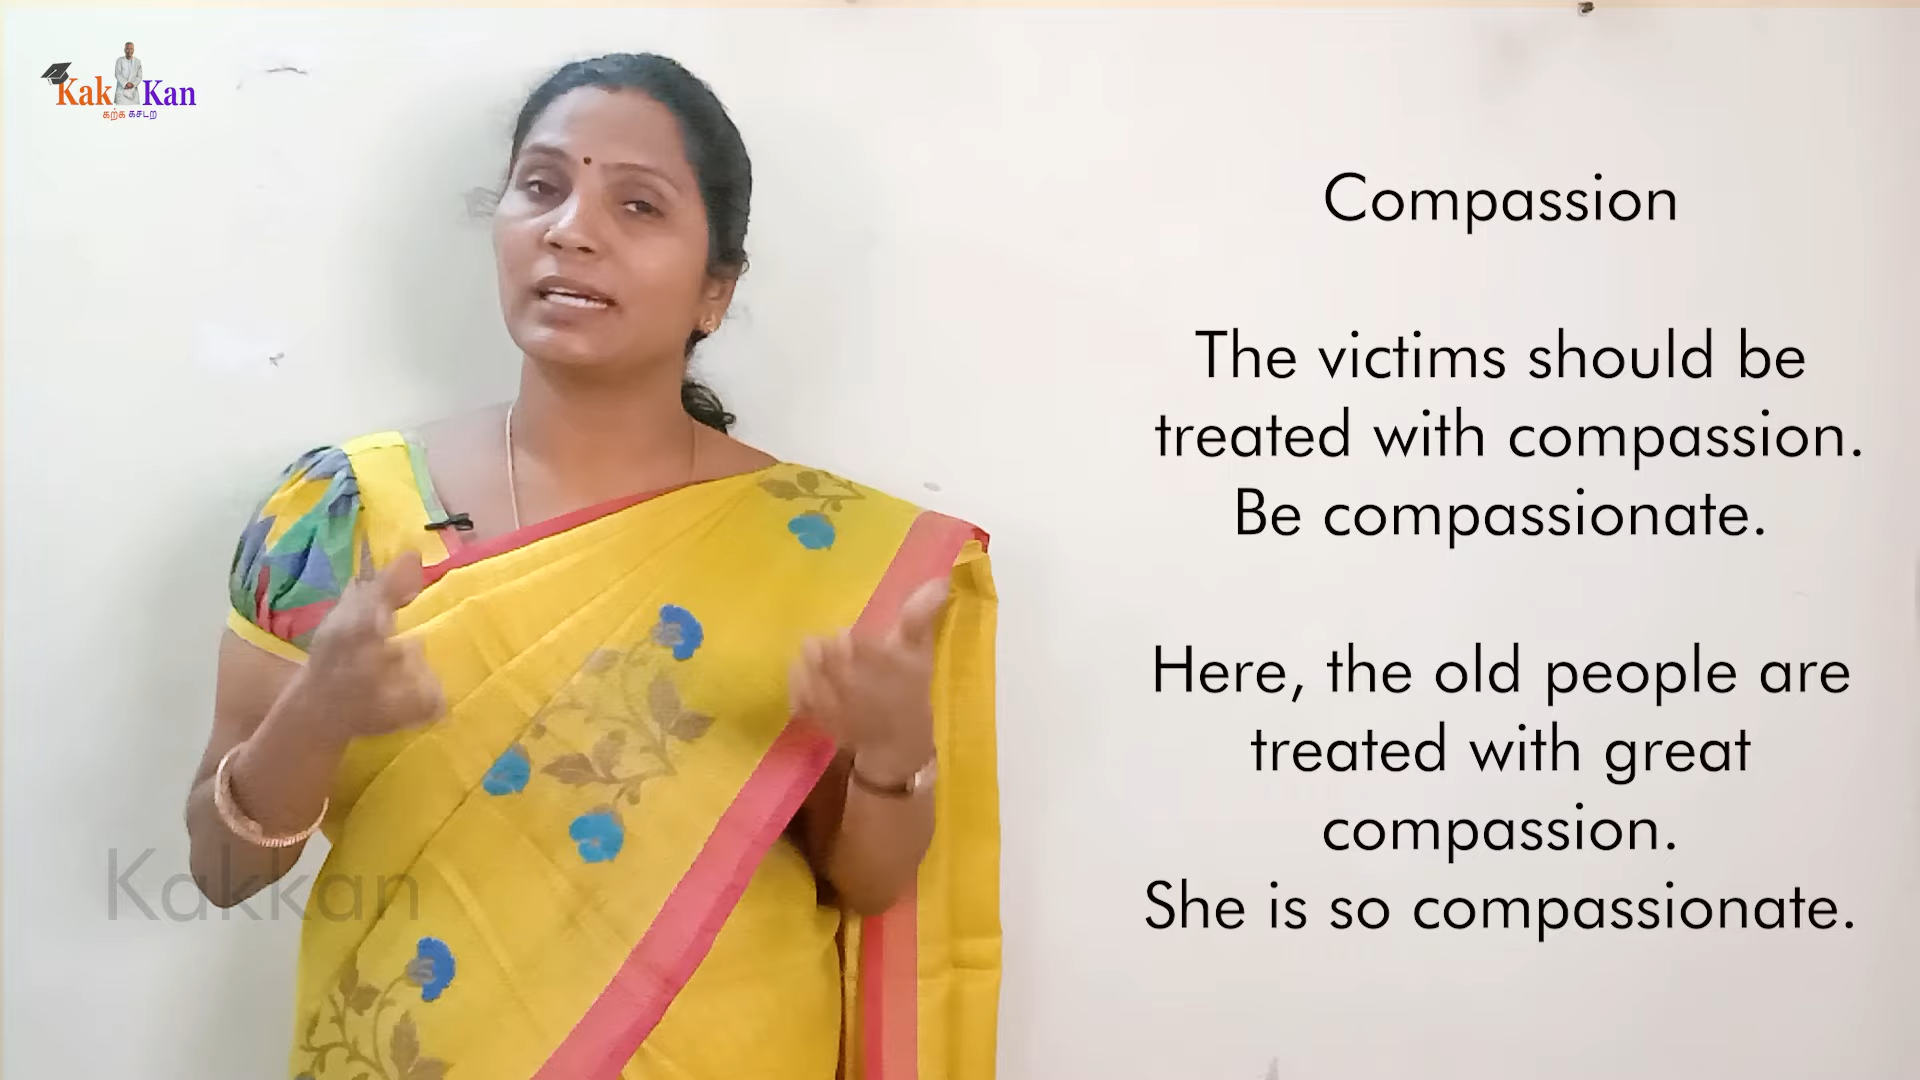 Kak Kan
கற்க கசடற
Compassion
The victims should be
treated with compassion.
Be compassionate.
Here, the old people are
treated with great
compassion.
She is so compassionate.
Kakkan